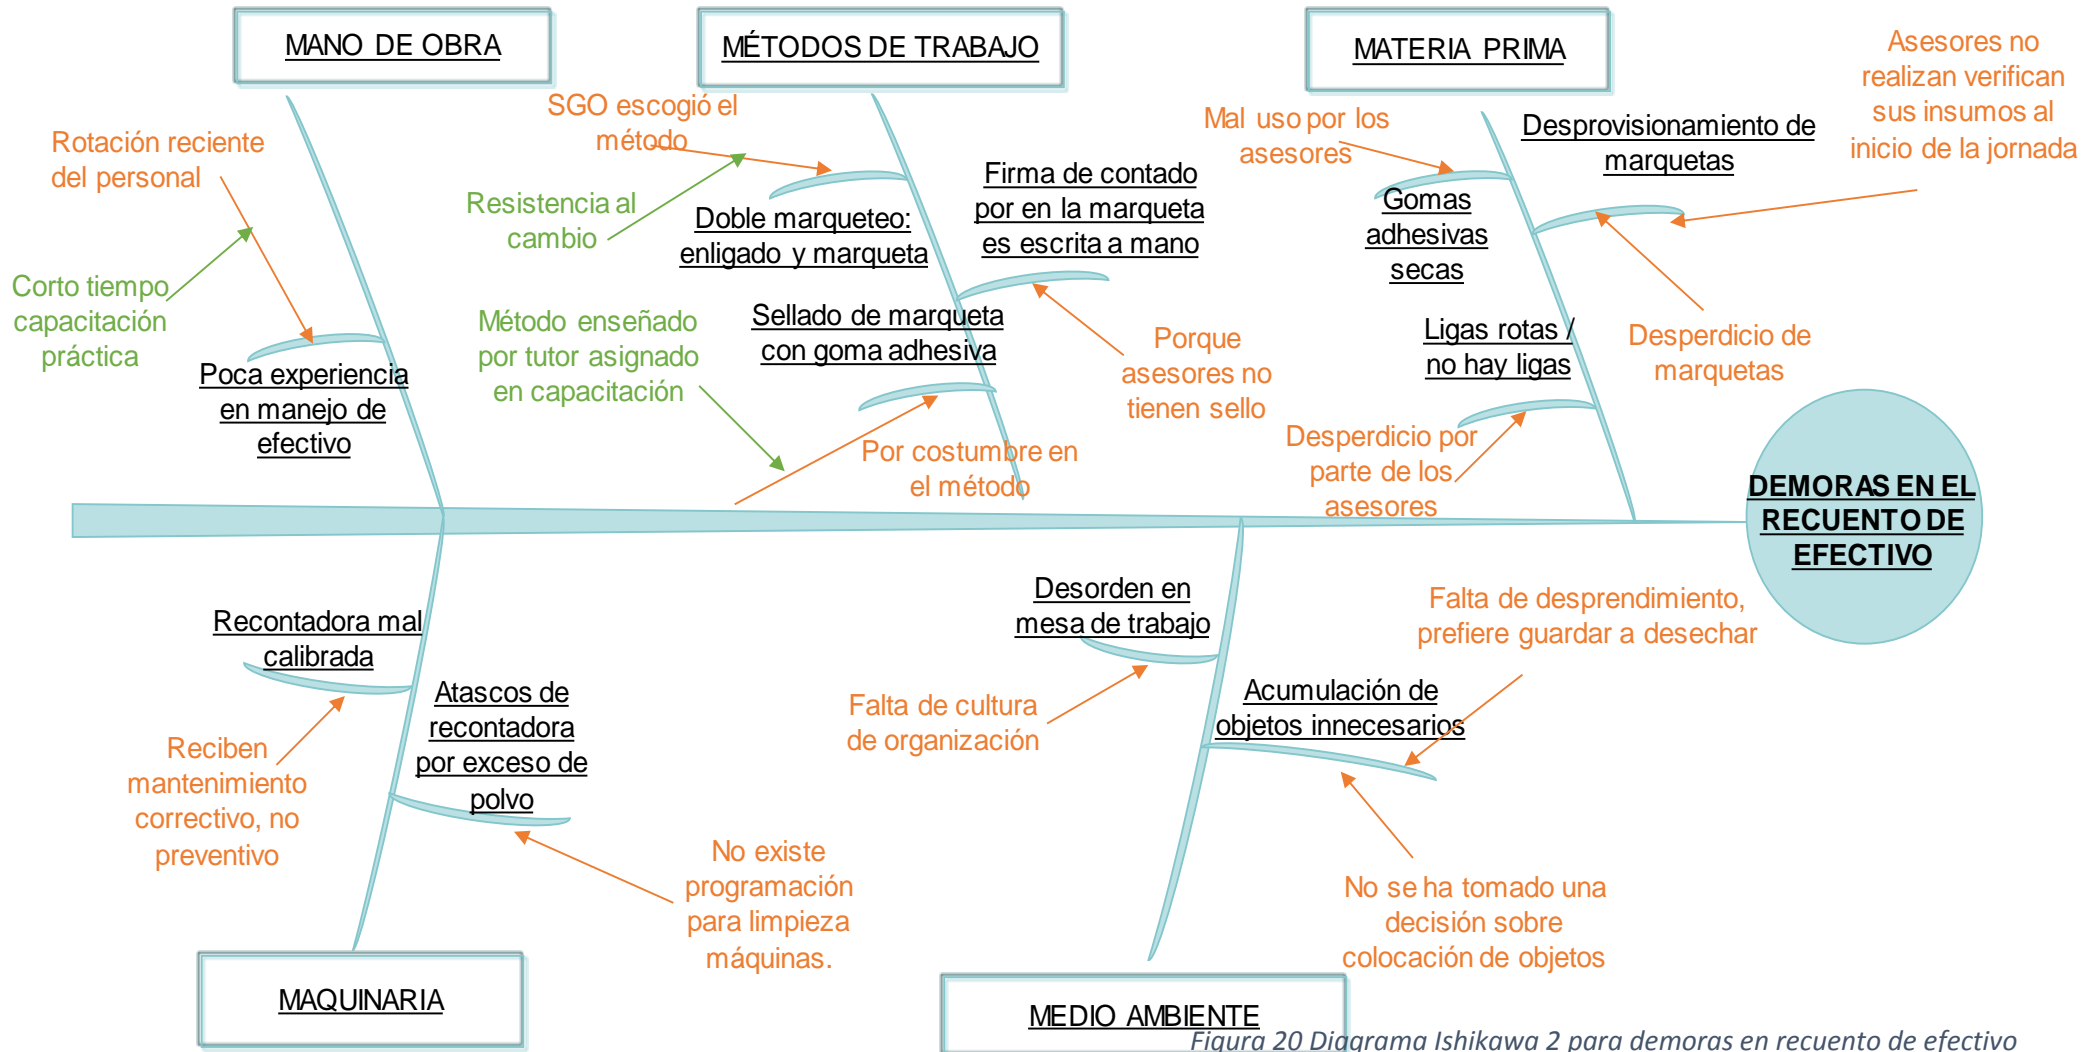 MANO DE OBRA
MÉTODOS DE TRABAJO
MATERIA PRIMA
Rotación reciente
del personal
Corto tiempo
capacitación
práctica
Poca experiencia
en manejo de
efectivo
SGO escogió el
método
Resistencia al
cambio
Doble marqueteo:
enligado y marqueta
Firma de contado
por en la marqueta
es escrita a mano
Método enseñado
por tutor asignado
en capacitación
Sellado de marqueta
con goma adhesiva
Porque
asesores no
tienen sello
Por costumbre en
el método
Mal uso por los
asesores
Gomas
adhesivas
secas
Desprovisionamiento de
marquetas
Asesores no
realizan verifican
sus insumos al
inicio de la jornada
Ligas rotas /
no hay ligas
Desperdicio de
marquetas
Desperdicio por
parte de los
asesores
DEMORAS EN EL
RECUENTO DE
EFECTIVO
Recontadora mal
calibrada
Reciben
mantenimiento
correctivo, no
preventivo
Atascos de
recontadora
por exceso de
polvo
No existe
programación
para limpieza
máquinas.
Desorden en
mesa de trabajo
Falta de cultura
de organización
Acumulación de
objetos innecesarios
Falta de desprendimiento,
prefiere guardar a desechar
No se ha tomado una
decisión sobre
colocación de objetos
MAQUINARIA
MEDIO AMBIENTE
Figura 20 Diagrama Ishikawa 2 para demoras en recuento de efectivo